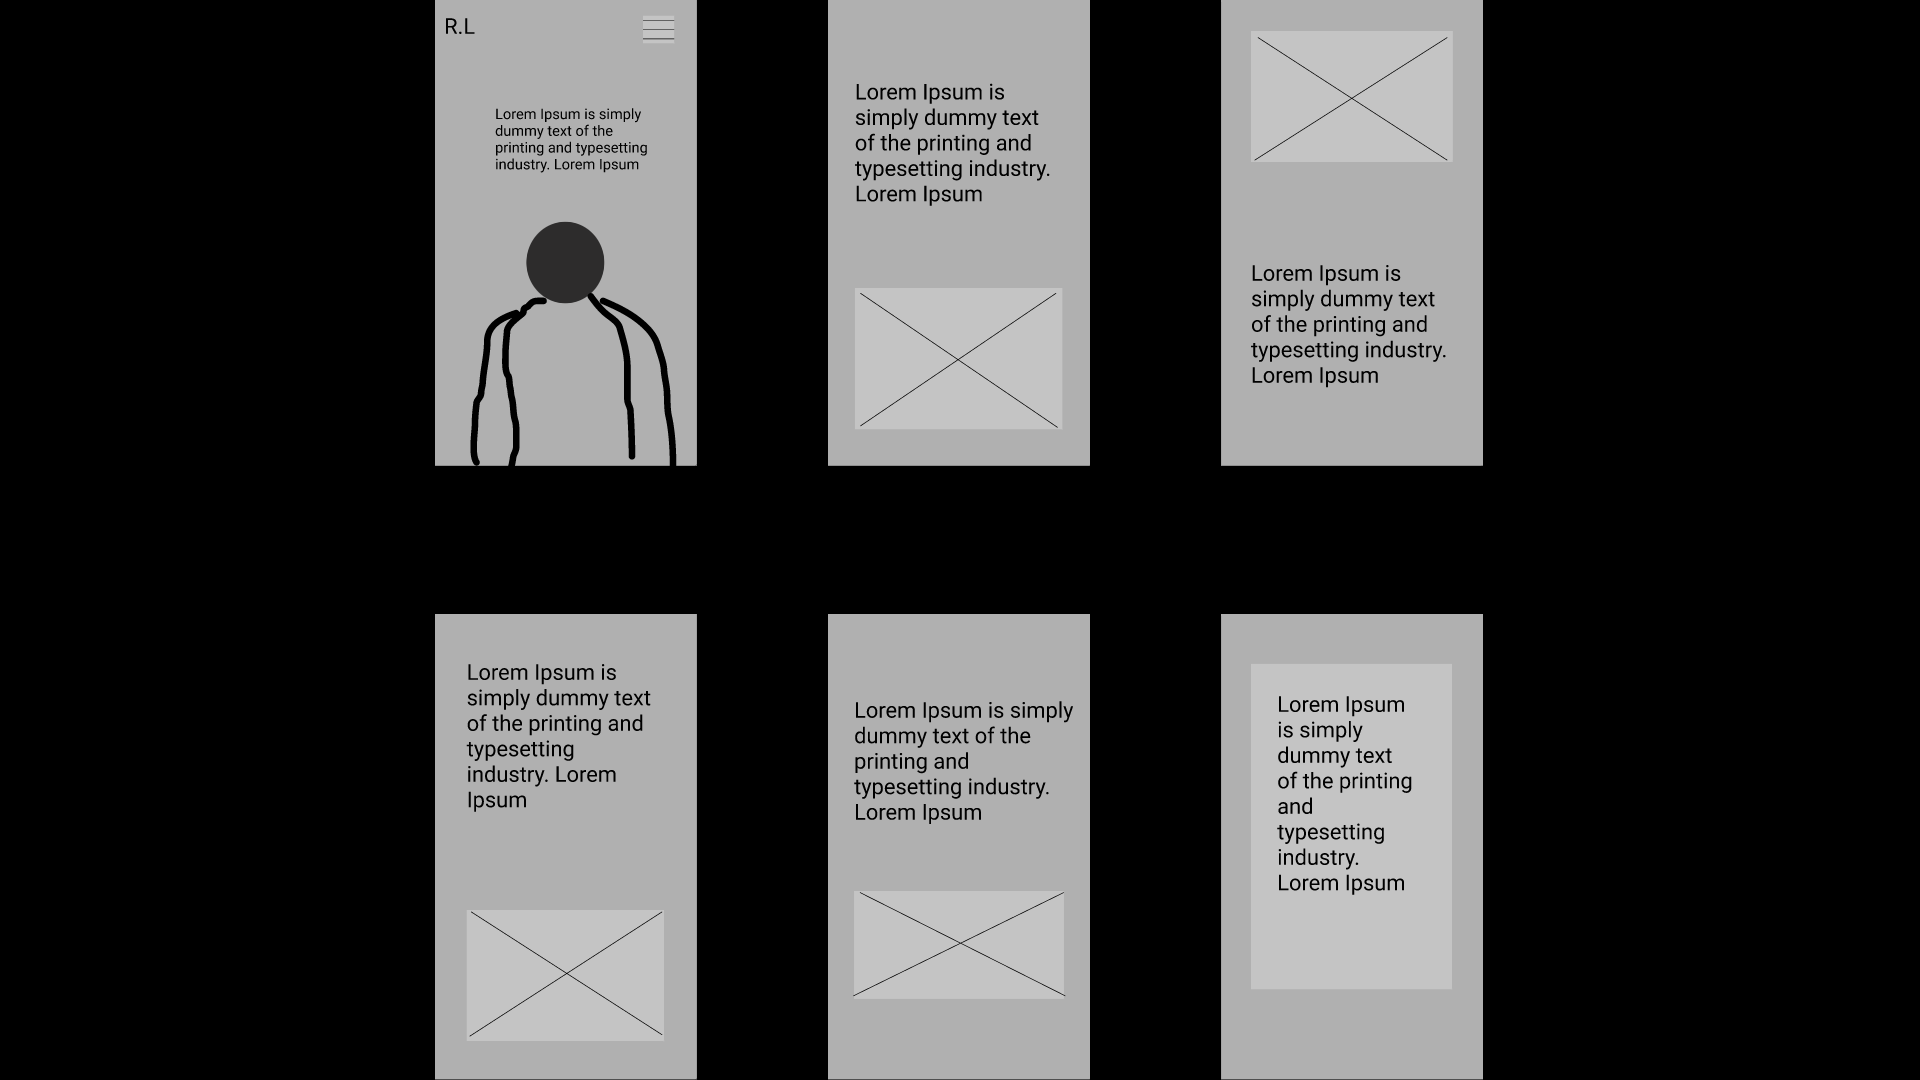 R.L
Lorem Ipsum is simply
dummy text of the
printing and typesetting
industry. Lorem Ipsum
Lorem Ipsum is
simply dummy text
of the printing and
typesetting industry.
Lorem Ipsum
Lorem Ipsum is
simply dummy text
of the printing and
typesetting industry.
Lorem Ipsum
Lorem Ipsum is
simply dummy text
of the printing and
typesetting
industry. Lorem
Ipsum
Lorem Ipsum is simply
dummy text of the
printing and
typesetting industry.
Lorem Ipsum
Lorem Ipsum
is simply
dummy text
of the printing
and
typesetting
industry.
Lorem Ipsum